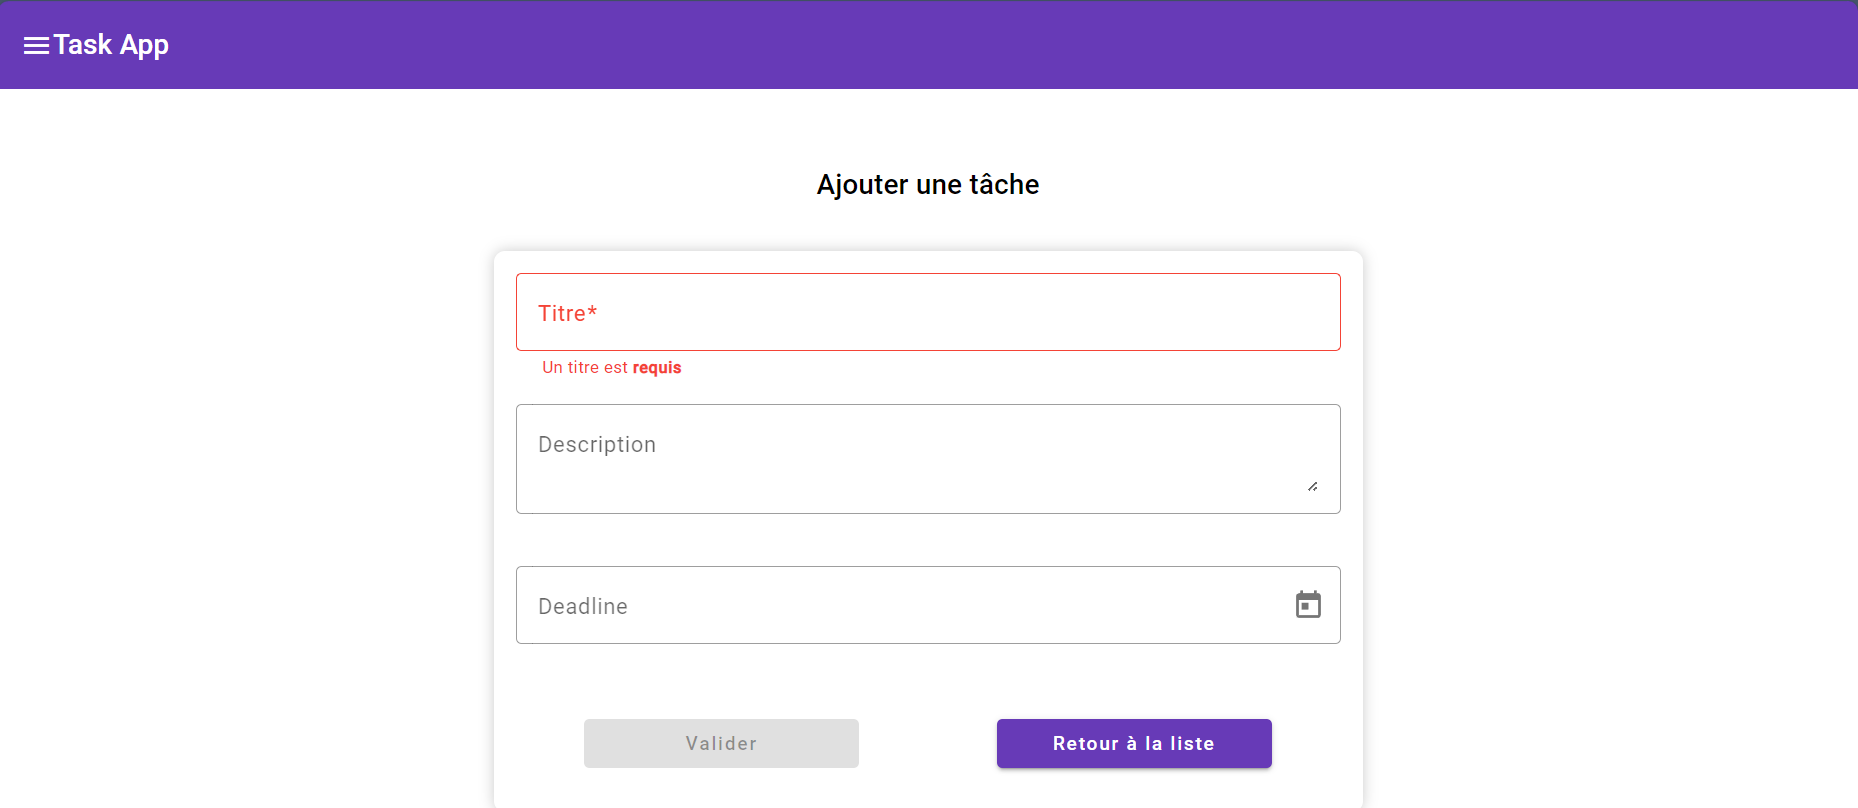 Task App
Ajouter une tâche
Titre*
Un titre est requis
Description
Deadline
Valider
Retour à la liste